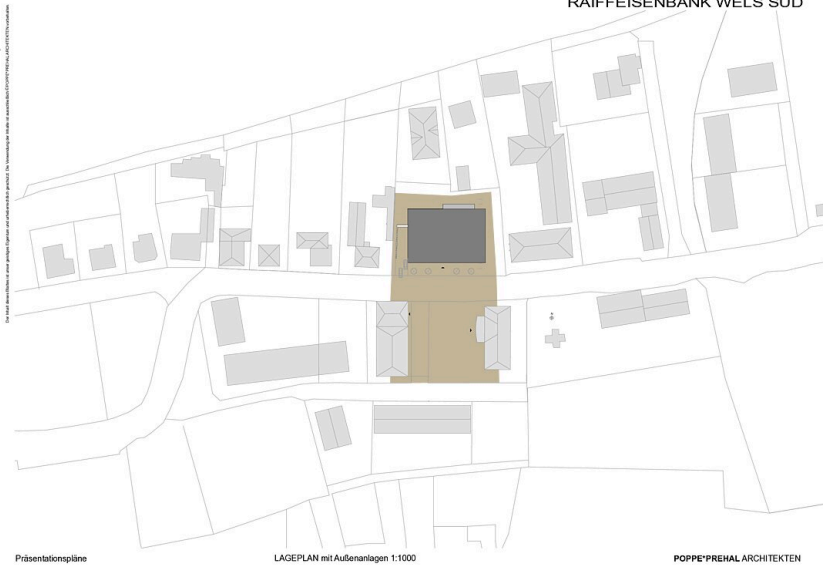 RAIFFEISENBANK WELS SÜD
Präsentationspläne
LAGEPLAN mit Außenanlagen 1:1000
POPPE*PREHAL ARCHITEKTEN